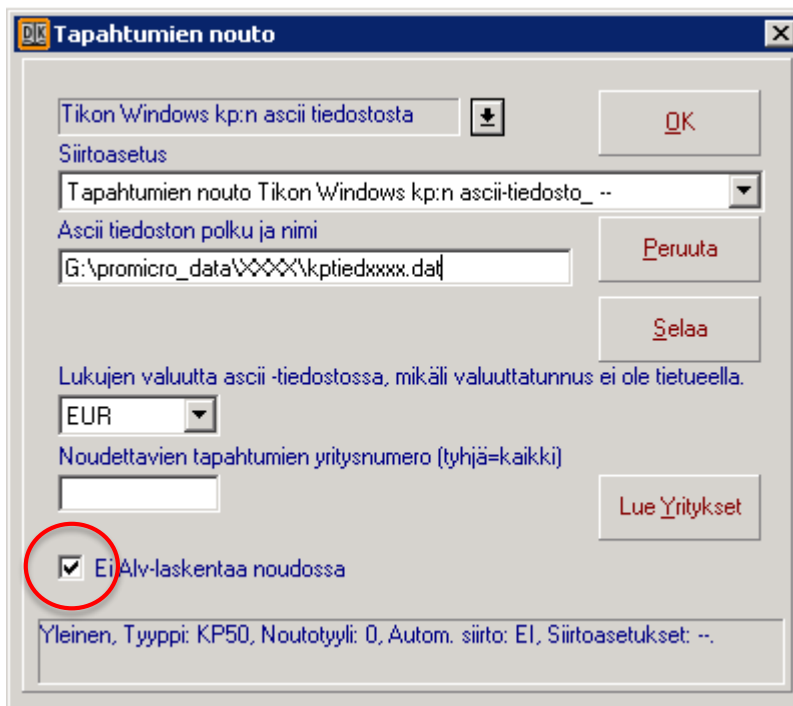 DK Tapahtumien nouto
Tikon Windows kp:n ascii tiedostosta
OK
Siirtoasetus
Tapahtumien nouto Tikon Windows kp:n ascii-tiedosto_ --
Ascii tiedoston polku ja nimi
Peruuta
G:\promicro_data\XXXX\kptiedxxxx.dat
Selaa
Lukujen valuutta ascii -tiedostossa, mikäli valuuttatunnus ei ole tietueella.
EUR
Noudettavien tapahtumien yritysnumero (tyhjä=kaikki)
Lue Yritykset
Ei Alv-laskentaa noudossa
Yleinen, Tyyppi: KP50, Noutotyyli: 0, Autom. siirto: EI, Siirtoasetukset: --.